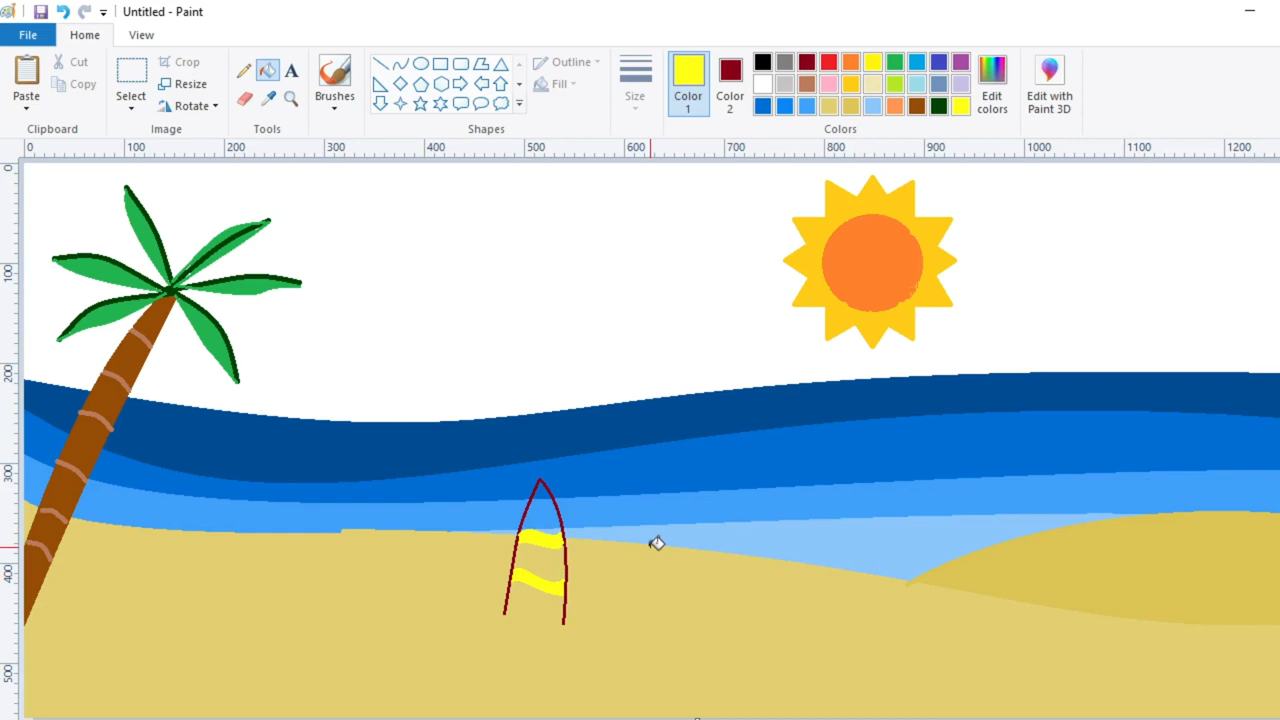 Untitled - Paint
File Home View
Paste
Cut
Copy
Clipboard
Select
Crop
Resize
Rotate
Image
A
Tools
Brushes
Outline
Fill
Shapes
Size
Color 1
Color 2
Edit colors
Colors
Edit with Paint 3D
0 100 200 300 400 500 600 700 800 900 1000 1100 1200
0
100
200
300
400
500